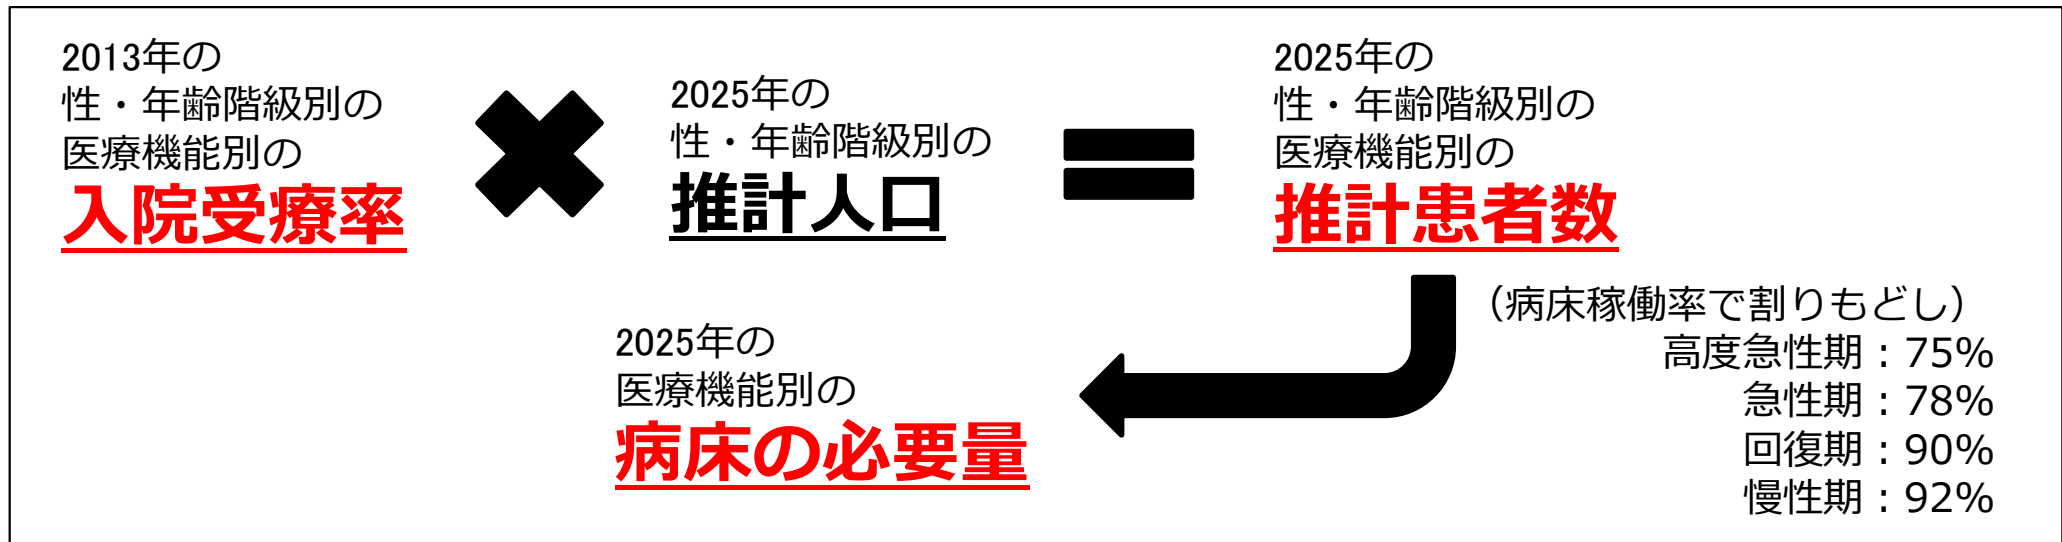 2013年の
性・年齢階級別の
医療機能別の
入院受療率
2025年の
性・年齢階級別の
推計人口
2025年の
性・年齢階級別の
医療機能別の
推計患者数
（病床稼働率で割りもどし）
高度急性期：75%
急性期：78%
回復期：90%
慢性期：92%
2025年の
医療機能別の
病床の必要量